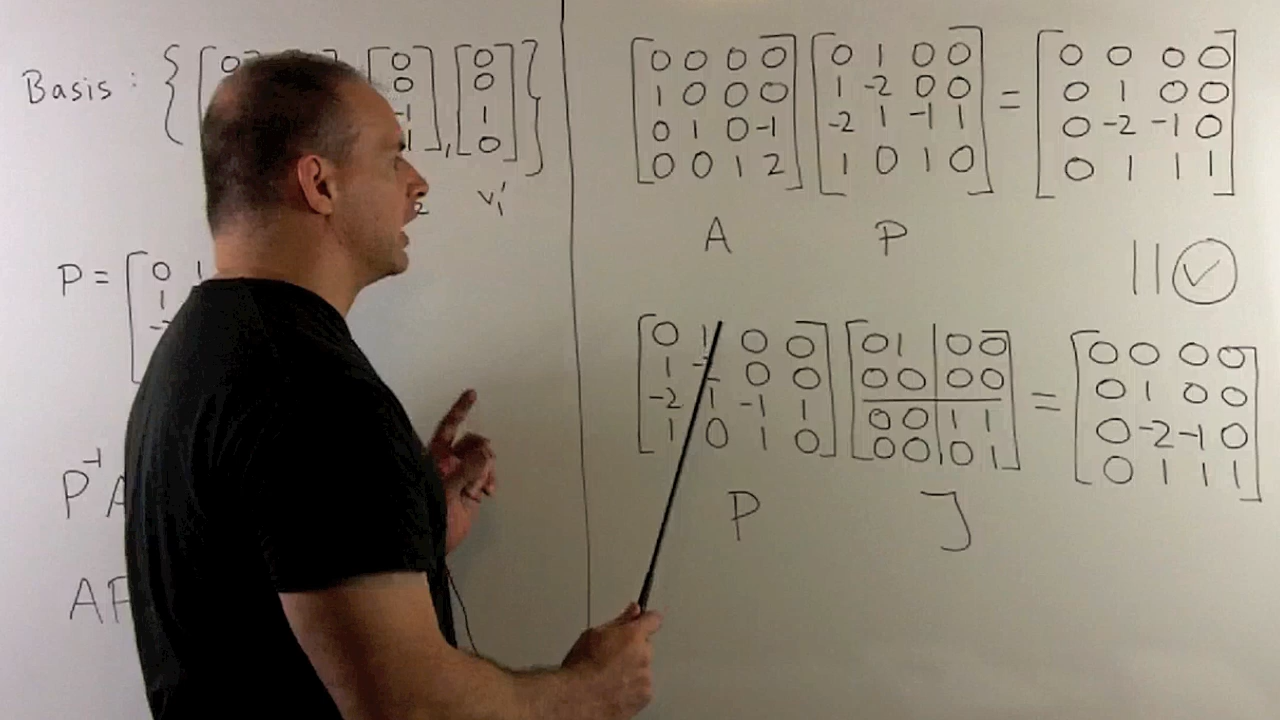 Basis : { [ 0 0 0 0
0 0
-1 1
1 , 0 ] }
2 v₁'
P = [ 0 1
1
-2
P⁻¹ A
AP
0 0 0 0 0 1 0 0 0 0 0 0
1 0 0 0 1 -2 0 0 = 0 1 0 0
0 1 0 -1 -2 1 -1 1 0 -2 -1 0
0 0 1 2 1 0 1 0 0 1 1 1
A P
|| ✓
0 1 0 0 0 1 0 0 0 0 0 0
1 0 0 0 0 0 0 = 0 1 0 0
-2 1 -1 1 0 0 1 1 0 -2 -1 0
1 0 1 0 0 0 0 1 0 1 1 1
P J